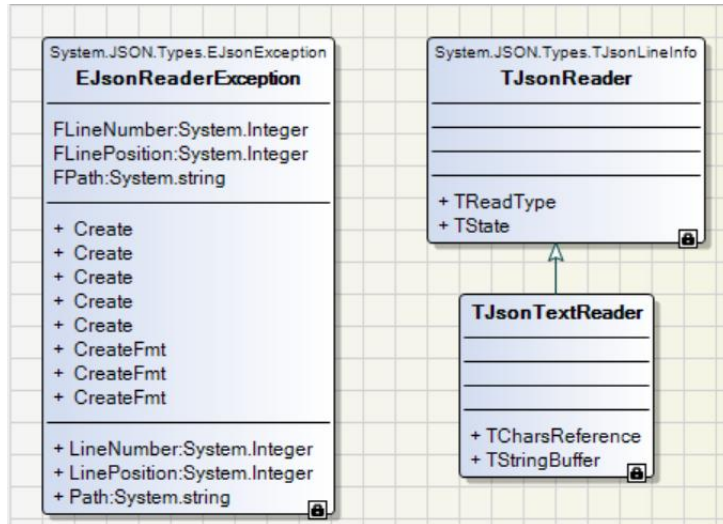 System.JSON.Types.EJsonException
EJsonReaderException
FLineNumber:System.Integer
FLinePosition:System.Integer
FPath:System.string
+ Create
+ Create
+ Create
+ Create
+ Create
+ CreateFmt
+ CreateFmt
+ CreateFmt
+ LineNumber:System.Integer
+ LinePosition:System.Integer
+ Path:System.string
System.JSON.Types.TJsonLineInfo
TJsonReader
+ TReadType
+ TState
TJsonTextReader
+ TCharsReference
+ TStringBuffer